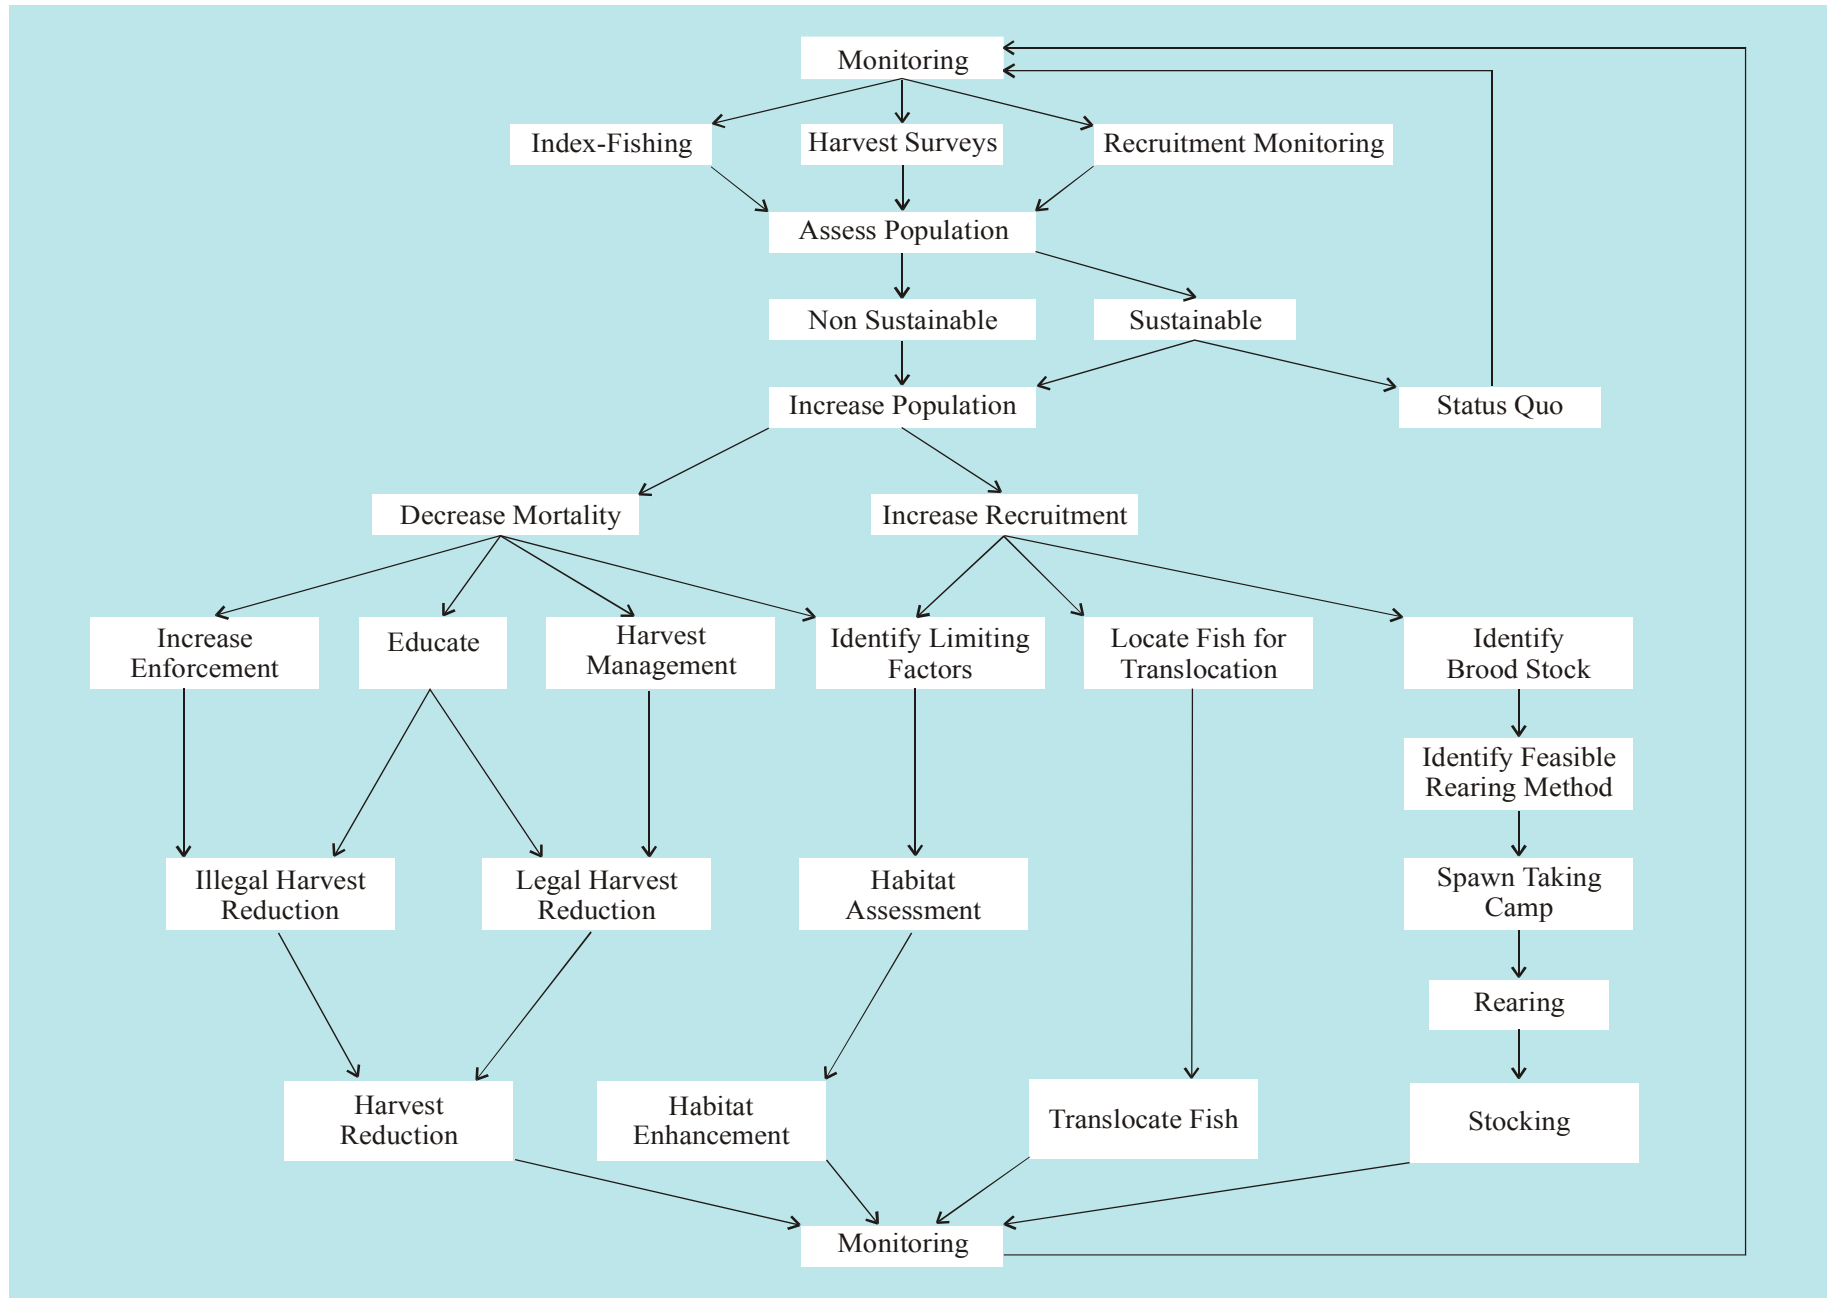 Monitoring
Index-Fishing
Harvest Surveys
Recruitment Monitoring
Assess Population
Non Sustainable
Sustainable
Increase Population
Status Quo
Decrease Mortality
Increase Recruitment
Increase
Enforcement
Educate
Harvest
Management
Identify Limiting
Factors
Locate Fish for
Translocation
Identify
Brood Stock
Identify Feasible
Rearing Method
Illegal Harvest
Reduction
Legal Harvest
Reduction
Habitat
Assessment
Spawn Taking
Camp
Rearing
Harvest
Reduction
Habitat
Enhancement
Translocate Fish
Stocking
Monitoring